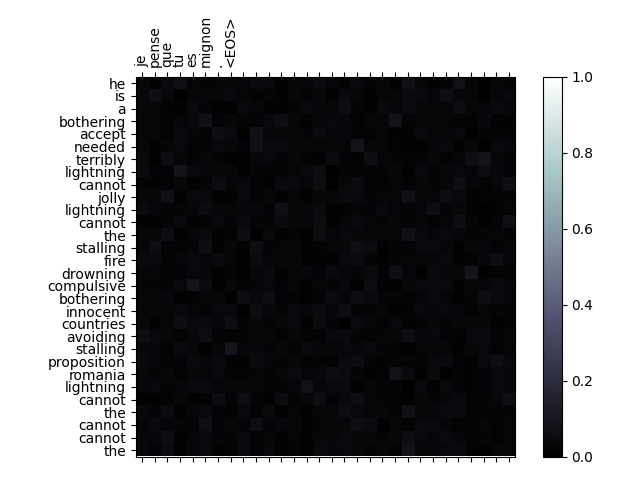 je
pense
que
tu
es
mignon
.
<EOS>
he
is
a
bothering
accept
needed
terribly
lightning
cannot
jolly
lightning
cannot
the
stalling
fire
drowning
compulsive
bothering
innocent
countries
avoiding
stalling
proposition
romania
lightning
cannot
the
cannot
cannot
the
1.0
0.8
0.6
0.4
0.2
0.0